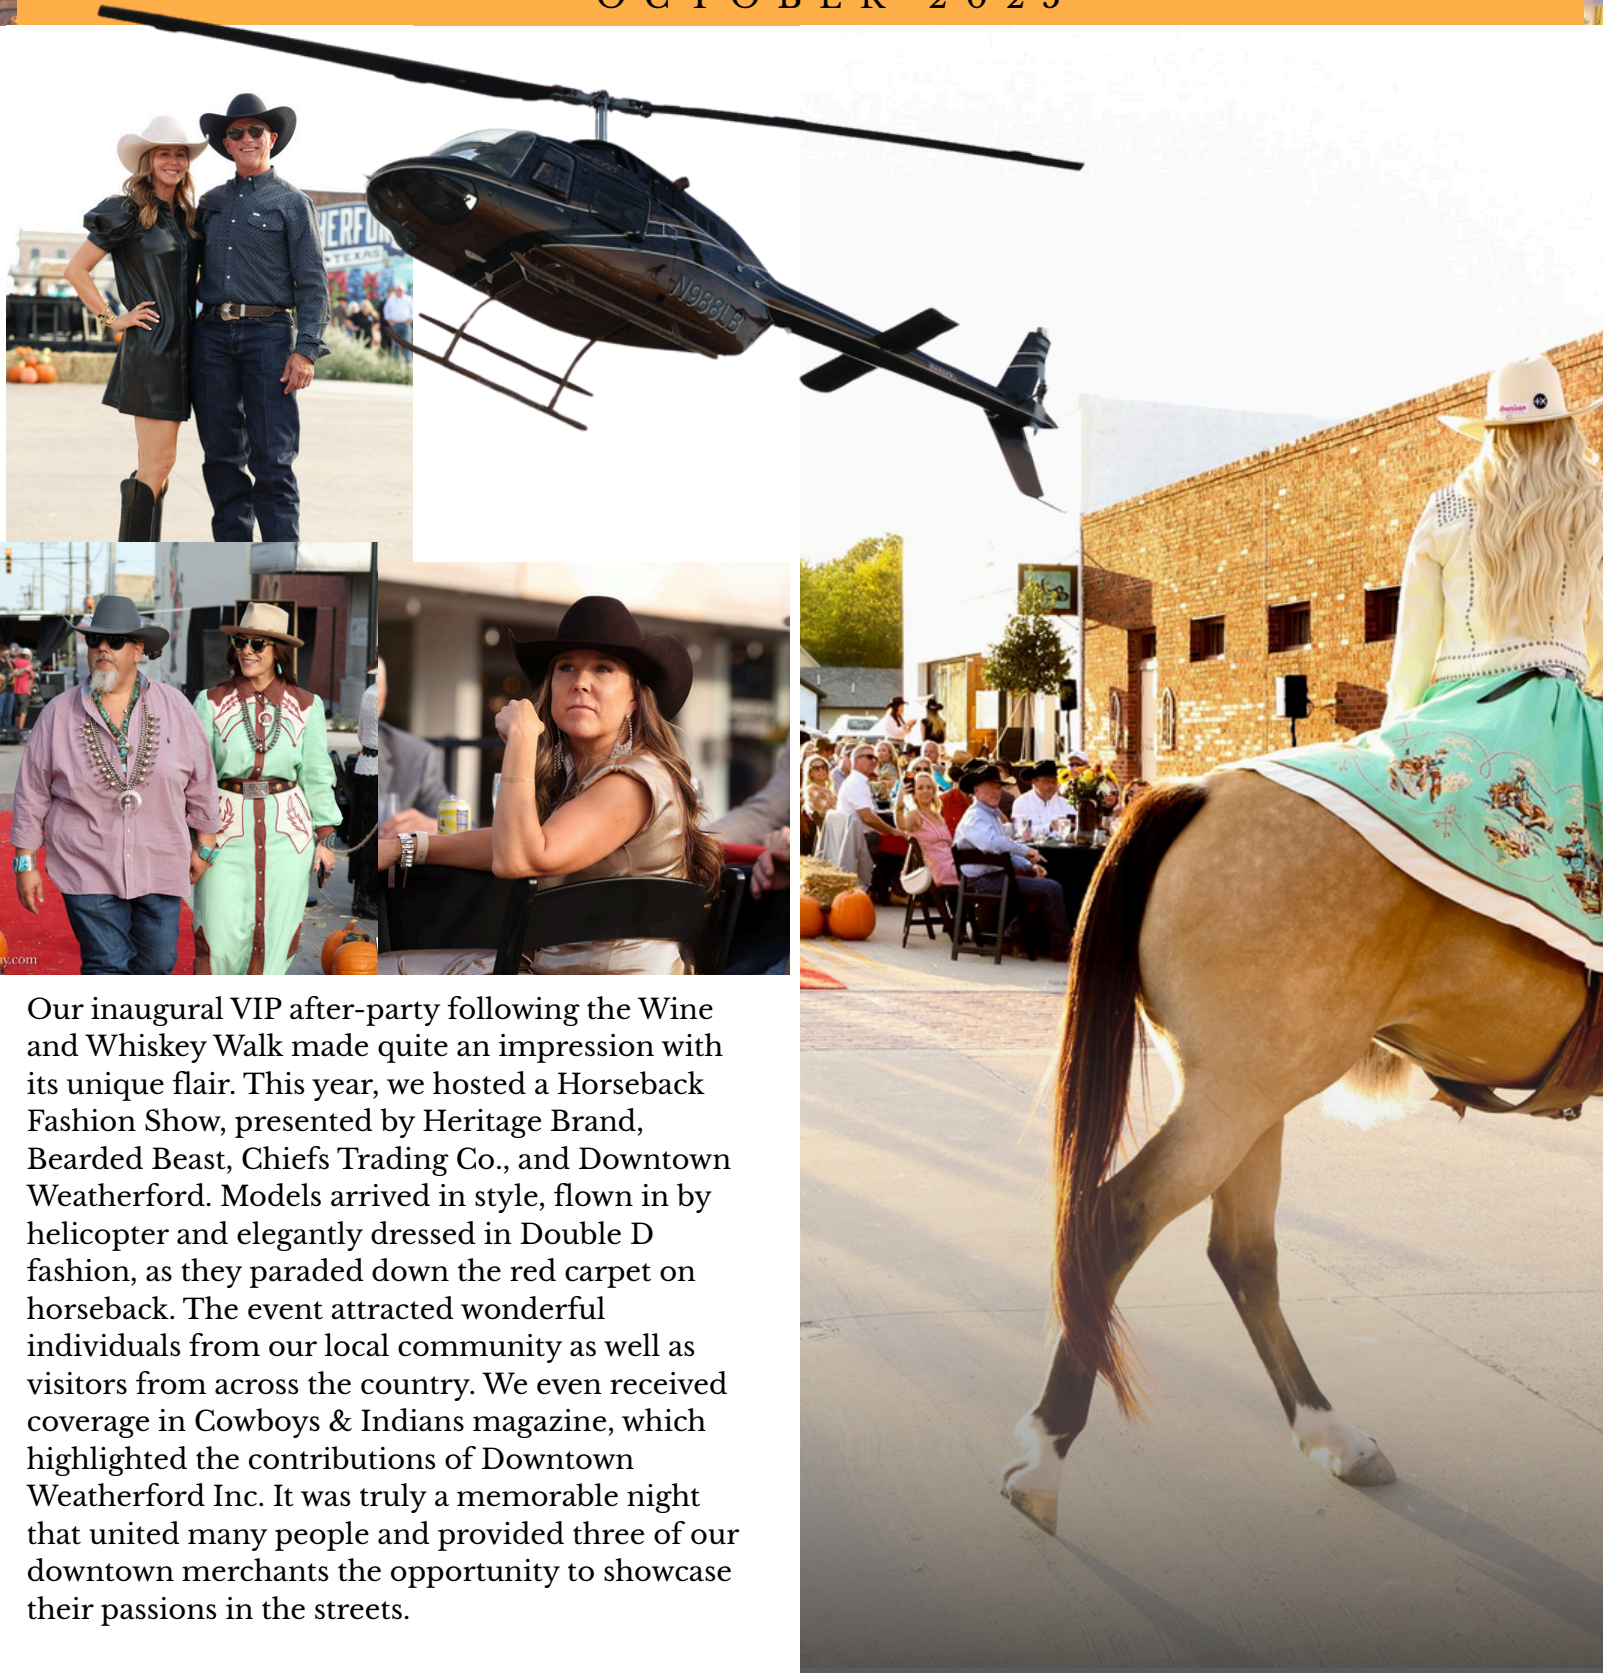 OCTOBER 2023
HERFOR
TEXAS
N988LB
4X
y.com
Our inaugural VIP after-party following the Wine
and Whiskey Walk made quite an impression with
its unique flair. This year, we hosted a Horseback
Fashion Show, presented by Heritage Brand,
Bearded Beast, Chiefs Trading Co., and Downtown
Weatherford. Models arrived in style, flown in by
helicopter and elegantly dressed in Double D
fashion, as they paraded down the red carpet on
horseback. The event attracted wonderful
individuals from our local community as well as
visitors from across the country. We even received
coverage in Cowboys & Indians magazine, which
highlighted the contributions of Downtown
Weatherford Inc. It was truly a memorable night
that united many people and provided three of our
downtown merchants the opportunity to showcase
their passions in the streets.